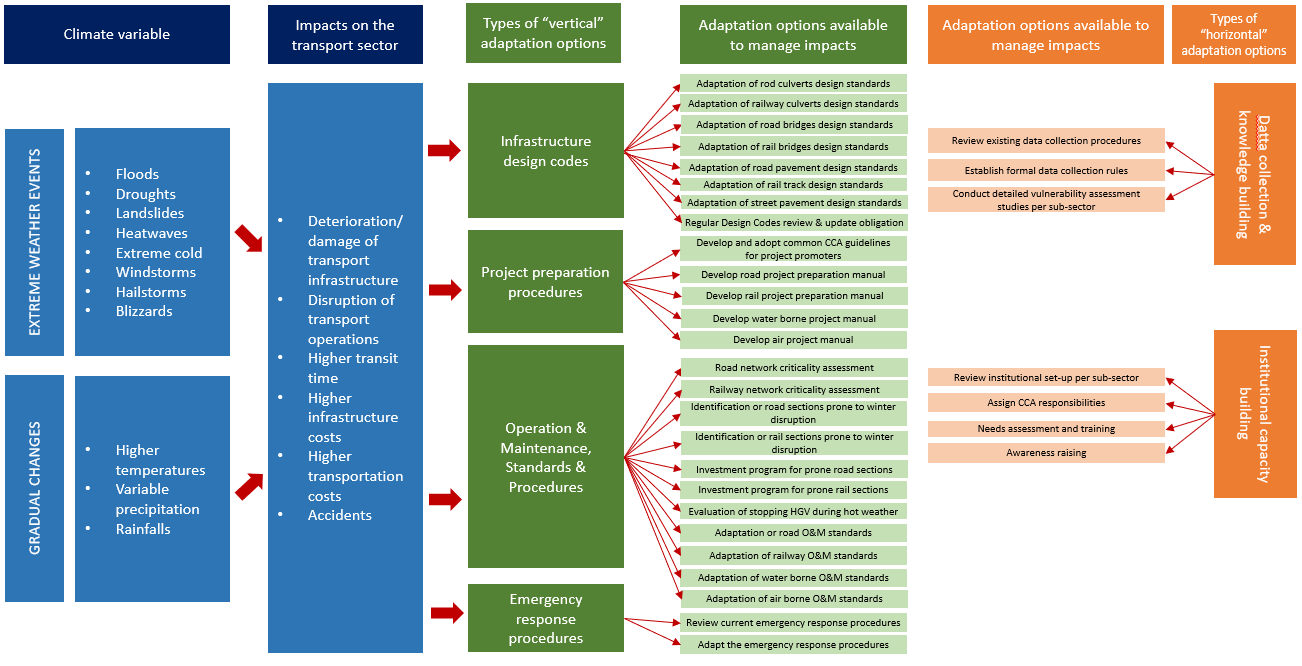 Climate variable
Impacts on the
transport sector
Types of “vertical”
adaptation options
Adaptation options available
to manage impacts
Adaptation options available to
manage impacts
Types of
“horizontal”
adaptation options
EXTREME WEATHER EVENTS
• Floods
• Droughts
• Landslides
• Heatwaves
• Extreme cold
• Windstorms
• Hailstorms
• Blizzards
GRADUAL CHANGES
• Higher
temperatures
• Variable
precipitation
• Rainfalls
• Deterioration/
damage of
transport
infrastructure
• Disruption of
transport
operations
• Higher transit
time
• Higher
infrastructure
costs
• Higher
transportation
costs
• Accidents
Infrastructure
design codes
Adaptation of rod culverts design standards
Adaptation of railway culverts design standards
Adaptation of road bridges design standards
Adaptation of rail bridges design standards
Adaptation of road pavement design standards
Adaptation of rail track design standards
Adaptation of street pavement design standards
Regular Design Codes review & update obligation
Project preparation
procedures
Develop and adopt common CCA guidelines
for project promoters
Develop road project preparation manual
Develop rail project preparation manual
Develop water borne project manual
Develop air project manual
Operation &
Maintenance,
Standards &
Procedures
Road network criticality assessment
Railway network criticality assessment
Identification or road sections prone to winter
disruption
Identification or rail sections prone to winter
disruption
Investment program for prone road sections
Investment program for prone rail sections
Evaluation of stopping HGV during hot weather
Adaptation or road O&M standards
Adaptation of railway O&M standards
Adaptation of water borne O&M standards
Adaptation of air borne O&M standards
Emergency
response
procedures
Review current emergency response procedures
Adapt the emergency response procedures
Review existing data collection procedures
Establish formal data collection rules
Conduct detailed vulnerability assessment
studies per sub-sector
Datta collection &
knowledge building
Review institutional set-up per sub-sector
Assign CCA responsibilities
Needs assessment and training
Awareness raising
Institutional capacity
building